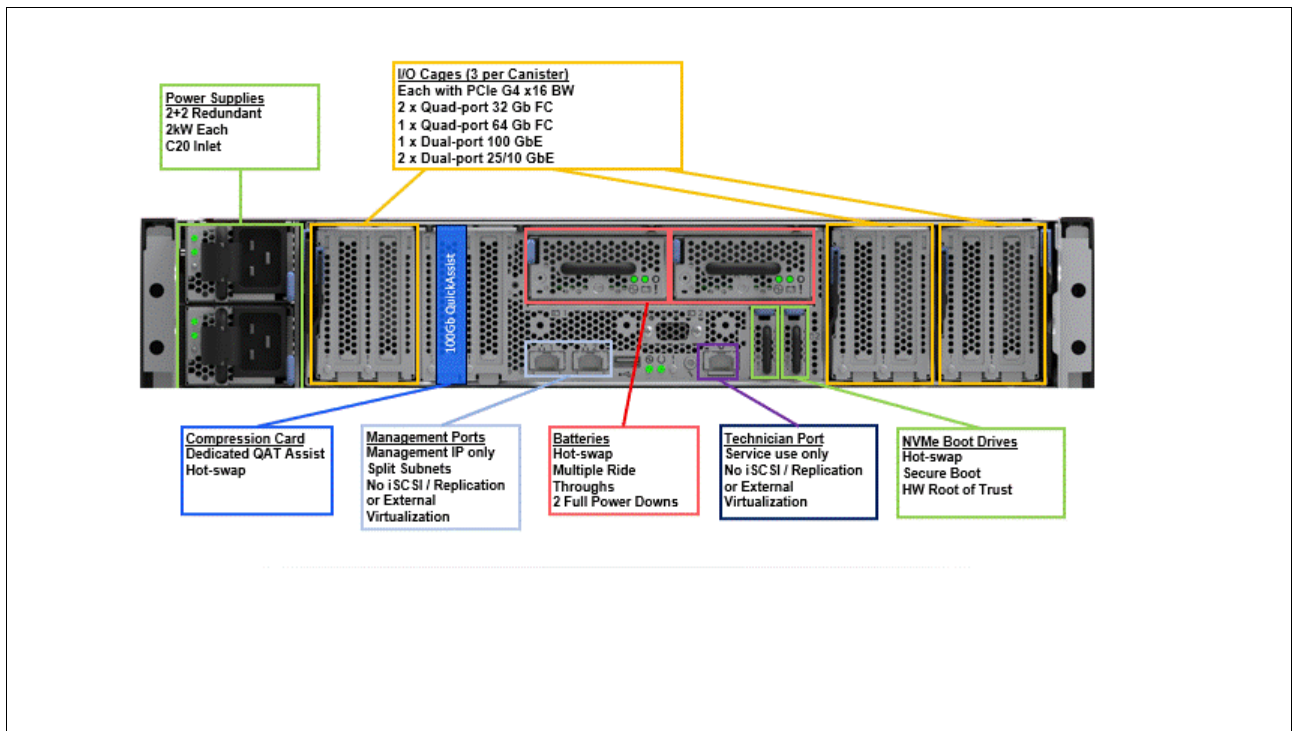 I/O Cages (3 per Canister)
Each with PCIe G4 x16 BW
2 x Quad-port 32 Gb FC
1 x Quad-port 64 Gb FC
1 x Dual-port 100 GbE
2 x Dual-port 25/10 GbE
Power Supplies
2+2 Redundant
2kW Each
C20 Inlet
100Gb QuickAssist
Compression Card
Dedicated QAT Assist
Hot-swap
Management Ports
Management IP only
Split Subnets
No iSCSI / Replication
or External
Virtualization
Batteries
Hot-swap
Multiple Ride
Throughs
2 Full Power Downs
Technician Port
Service use only
No iSCSI / Replication
or External
Virtualization
NVMe Boot Drives
Hot-swap
Secure Boot
HW Root of Trust